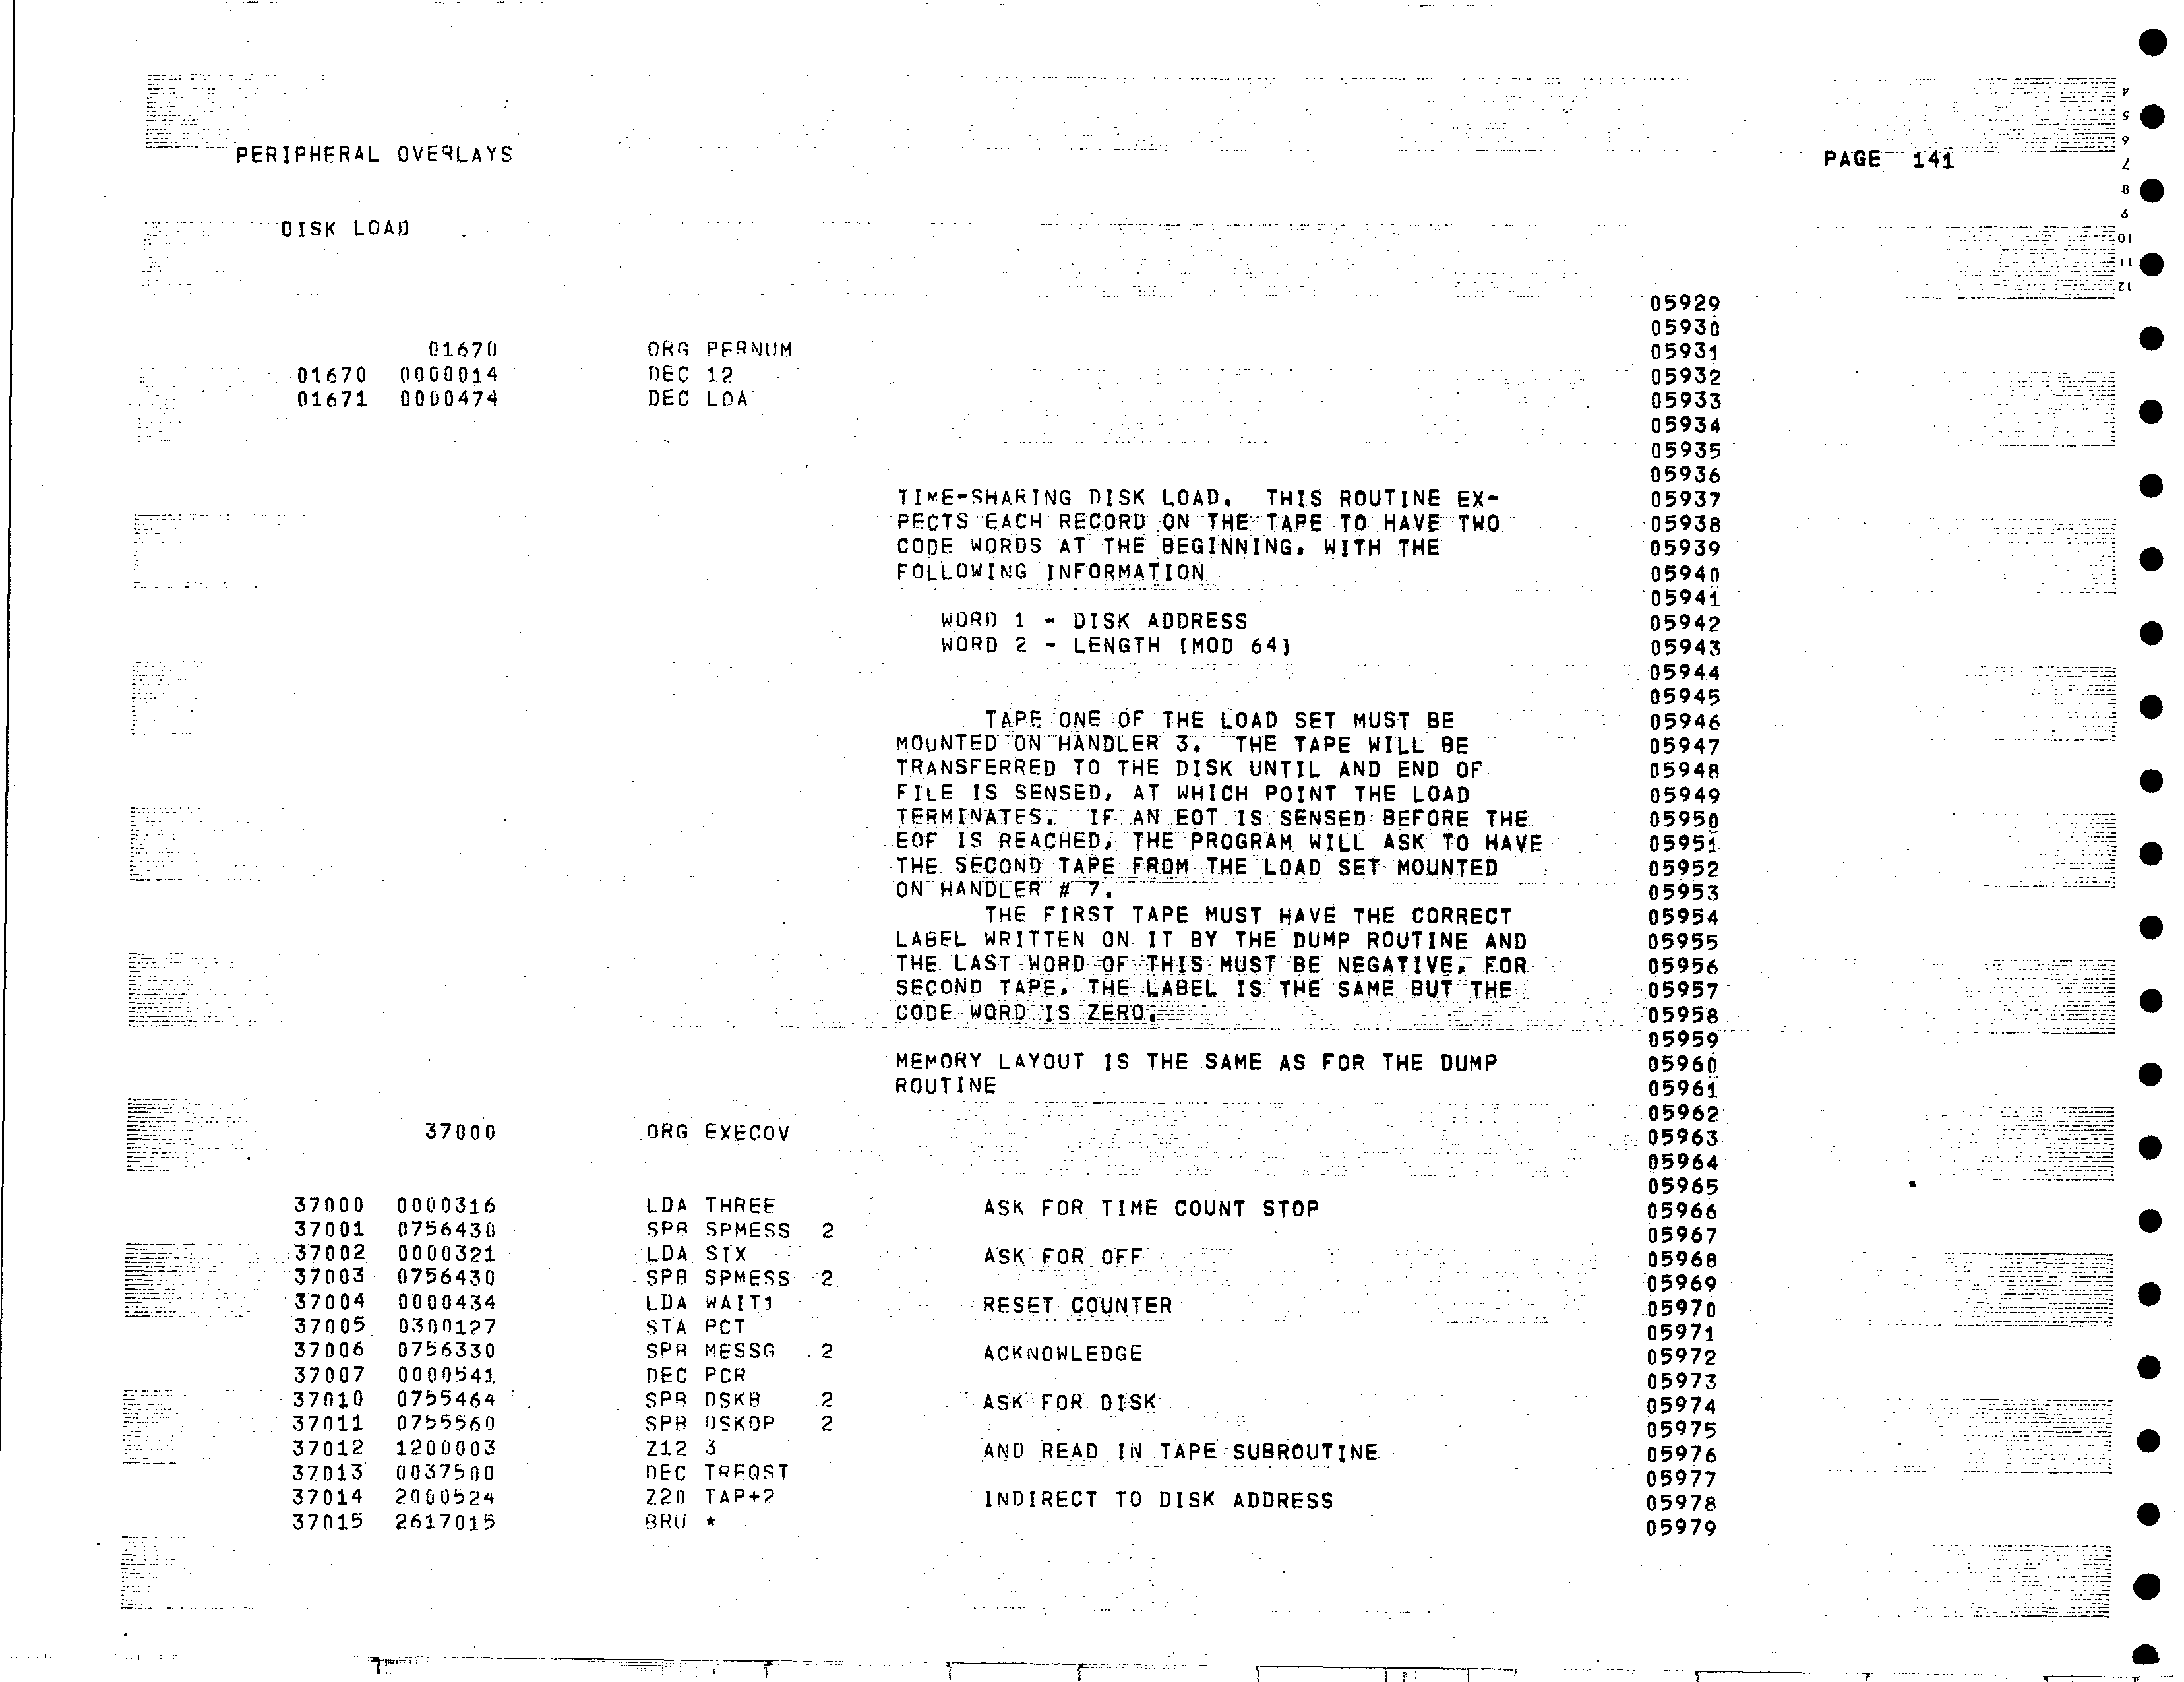 PERIPHERAL OVERLAYS PAGE 141
DISK LOAD
05929
05930
01670 ORG PERNUM 05931
01670 0000014 DEC 12 05932
01671 0000474 DEC LOA 05933
05934
05935
05936
TIME-SHARING DISK LOAD. THIS ROUTINE EX- 05937
PECTS EACH RECORD ON THE TAPE TO HAVE TWO 05938
CODE WORDS AT THE BEGINNING, WITH THE 05939
FOLLOWING INFORMATION 05940
05941
WORD 1 - DISK ADDRESS 05942
WORD 2 - LENGTH [MOD 64] 05943
05944
05945
TAPE ONE OF THE LOAD SET MUST BE 05946
MOUNTED ON HANDLER 3. THE TAPE WILL BE 05947
TRANSFERRED TO THE DISK UNTIL AND END OF 05948
FILE IS SENSED, AT WHICH POINT THE LOAD 05949
TERMINATES. IF AN EOT IS SENSED BEFORE THE 05950
EOF IS REACHED, THE PROGRAM WILL ASK TO HAVE 05951
THE SECOND TAPE FROM THE LOAD SET MOUNTED 05952
ON HANDLER # 7. 05953
THE FIRST TAPE MUST HAVE THE CORRECT 05954
LABEL WRITTEN ON IT BY THE DUMP ROUTINE AND 05955
THE LAST WORD OF THIS MUST BE NEGATIVE, FOR 05956
SECOND TAPE, THE LABEL IS THE SAME BUT THE 05957
CODE WORD IS ZERO. 05958
05959
MEMORY LAYOUT IS THE SAME AS FOR THE DUMP 05960
ROUTINE 05961
05962
37000 ORG EXECOV 05963
05964
05965
37000 0000316 LDA THREE ASK FOR TIME COUNT STOP 05966
37001 0756430 SPB SPMESS 2 05967
37002 0000321 LDA SIX ASK FOR OFF 05968
37003 0756430 SPB SPMESS 2 05969
37004 0000434 LDA WAIT1 RESET COUNTER 05970
37005 0300127 STA PCT 05971
37006 0756330 SPB MESSG 2 ACKNOWLEDGE 05972
37007 0000541 DEC PCR 05973
37010 0755464 SPB DSKB 2 ASK FOR DISK 05974
37011 0755560 SPB DSKOP 2 05975
37012 1200003 Z12 3 AND READ IN TAPE SUBROUTINE 05976
37013 0037500 DEC TREQST 05977
37014 2000524 Z20 TAP+2 INDIRECT TO DISK ADDRESS 05978
37015 2617015 BRU * 05979
4
5
6
7
8
9
10
11
12